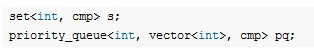 set<int, cmp> s;
priority_queue<int, vector<int>, cmp> pq;